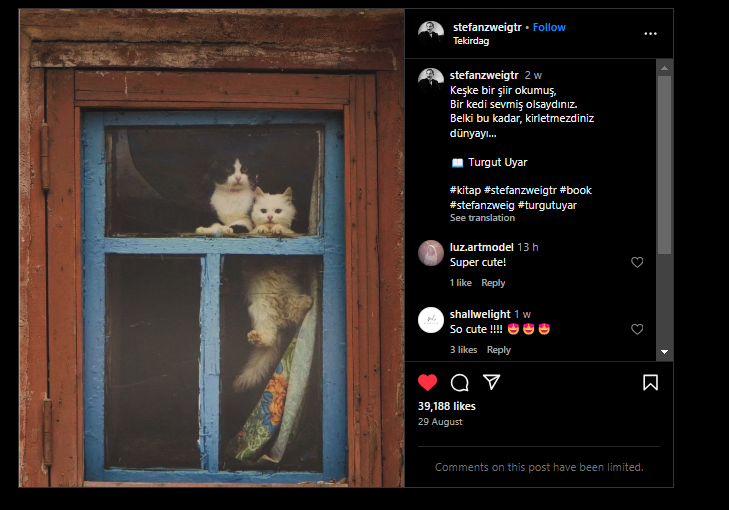 stefanzweigtr • Follow
Tekirdag
stefanzweigtr 2 w
Keşke bir şiir okumuş,
Bir kedi sevmiş olsaydınız.
Belki bu kadar, kirletmezdiniz
dünyayı...
📖 Turgut Uyar
#kitap #stefanzweigtr #book
#stefanzweig #turgutuyar
See translation
luz.artmodel 13 h
Super cute!
1 like Reply
shallwelight 1 w
So cute !!!! 😍😍😍
3 likes Reply
39,188 likes
29 August
Comments on this post have been limited.